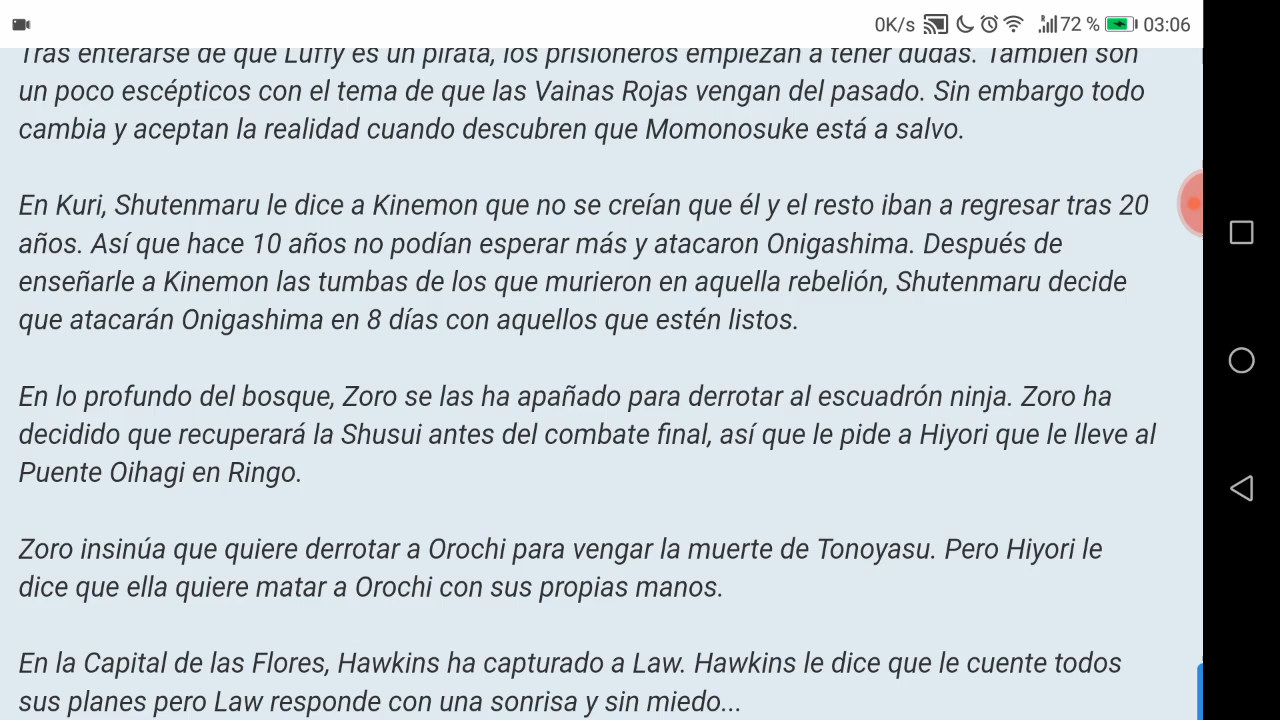 0K/s 72 % 03:06
Tras enterarse de que Luffy es un pirata, los prisioneros empiezan a tener dudas. También son
un poco escépticos con el tema de que las Vainas Rojas vengan del pasado. Sin embargo todo
cambia y aceptan la realidad cuando descubren que Momonosuke está a salvo.
En Kuri, Shutenmaru le dice a Kinemon que no se creían que él y el resto iban a regresar tras 20
años. Así que hace 10 años no podían esperar más y atacaron Onigashima. Después de
enseñarle a Kinemon las tumbas de los que murieron en aquella rebelión, Shutenmaru decide
que atacarán Onigashima en 8 días con aquellos que estén listos.
En lo profundo del bosque, Zoro se las ha apañado para derrotar al escuadrón ninja. Zoro ha
decidido que recuperará la Shusui antes del combate final, así que le pide a Hiyori que le lleve al
Puente Oihagi en Ringo.
Zoro insinúa que quiere derrotar a Orochi para vengar la muerte de Tonoyasu. Pero Hiyori le
dice que ella quiere matar a Orochi con sus propias manos.
En la Capital de las Flores, Hawkins ha capturado a Law. Hawkins le dice que le cuente todos
sus planes pero Law responde con una sonrisa y sin miedo...